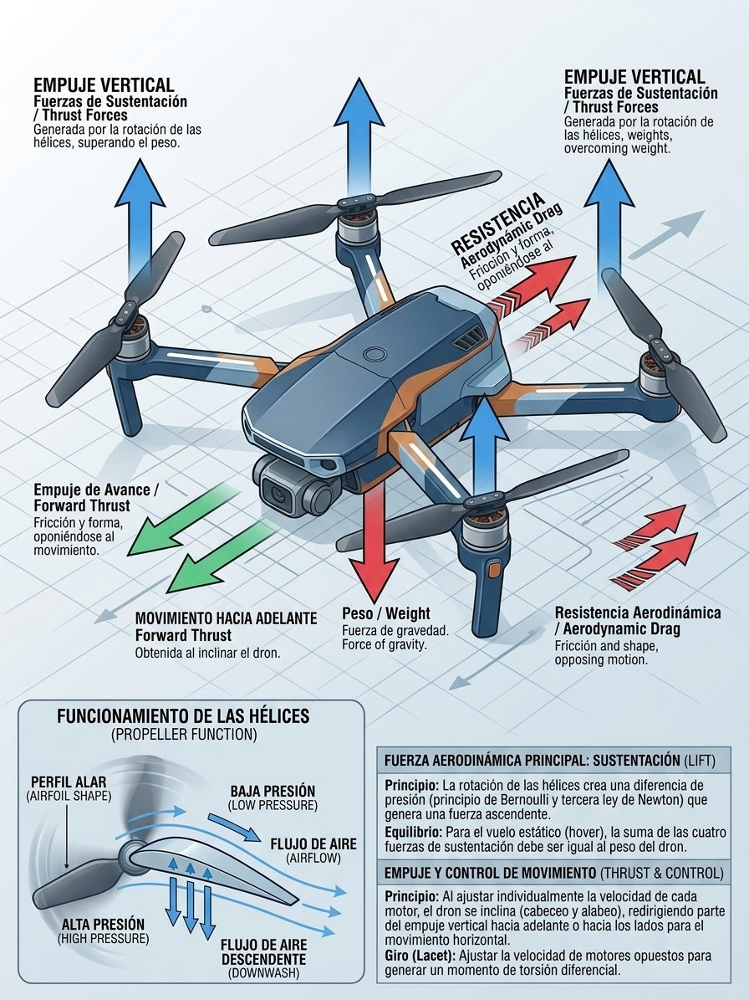 EMPUJE VERTICAL
Fuerzas de Sustentación
/ Thrust Forces
Generada por la rotación de las
hélices, superando el peso.
EMPUJE VERTICAL
Fuerzas de Sustentación
/ Thrust Forces
Generada por la rotación de
las hélices, weights,
overcoming weight.
RESISTENCIA
Aerodynámic Drag
Fricion y forma,
oponiéndose al
Empuje de Avance /
Forward Thrust
Fricción y forma,
oponiéndose al
movimiento.
MOVIMIENTO HACIA ADELANTE
Forward Thrust
Obtenida al inclinar el dron.
Peso / Weight
Fuerza de gravedad.
Force of gravity.
Resistencia Aerodinámica
/ Aerodynamic Drag
Fricción and shape,
opposing motion.
FUNCIONAMIENTO DE LAS HÉLICES
(PROPELLER FUNCTION)
PERFIL ALAR
(AIRFOIL SHAPE)
BAJA PRESIÓN
(LOW PRESSURE)
FLUJO DE AIRE
(AIRFLOW)
ALTA PRESIÓN
(HIGH PRESSURE)
FLUJO DE AIRE
DESCENDENTE
(DOWNWASH)
FUERZA AERODINÁMICA PRINCIPAL: SUSTENTACIÓN (LIFT)
Principio: La rotación de las hélices crea una diferencia de
presión (principio de Bernoulli y tercera ley de Newton) que
genera una fuerza ascendente.
Equilibrio: Para el vuelo estático (hover), la suma de las cuatro
fuerzas de sustentación debe ser igual al peso del dron.
EMPUJE Y CONTROL DE MOVIMIENTO (THRUST & CONTROL)
Principio: Al ajustar individualmente la velocidad de cada
motor, el dron se inclina (cabeceo y alabeo), redirigiendo parte
del empuje vertical hacia adelante o hacia los lados para el
movimiento horizontal.
Giro (Lacet): Ajustar la velocidad de motores opuestos para
generar un momento de torsión diferencial.